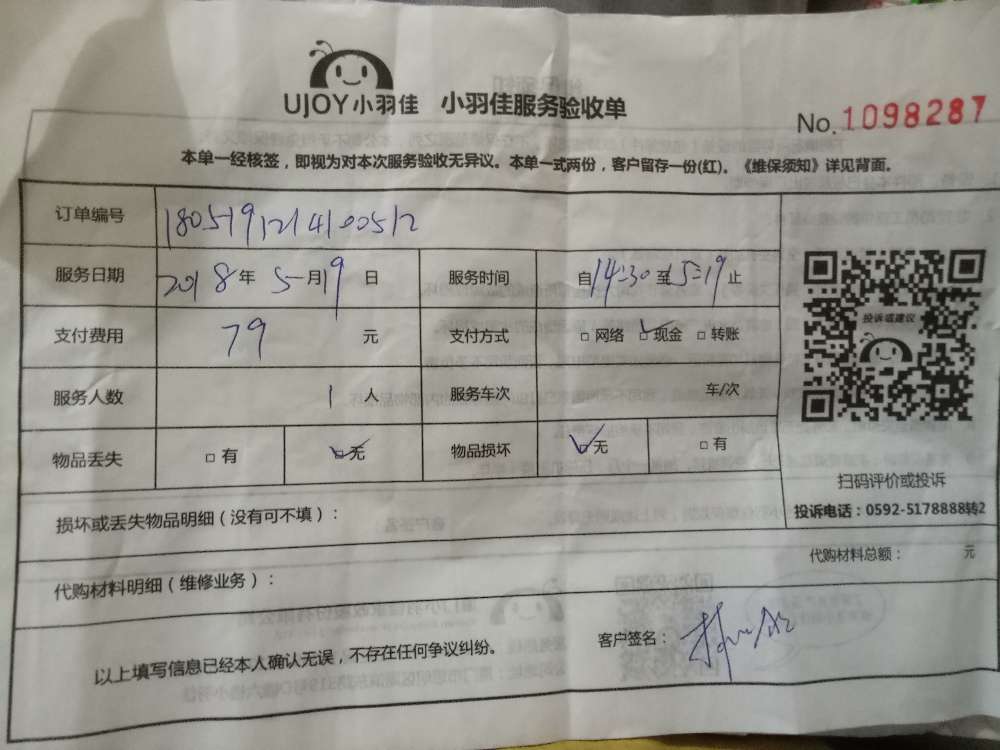 UJOY小羽佳 小羽佳服务验收单
No.1098287
本单一经核签，即视为对本次服务验收无异议。本单一式两份，客户留存一份(红)。《维保须知》详见背面。
订单编号 1805191214100512
服务日期 2018年5月19日 服务时间 自14:30至15:19止
支付费用 79元 支付方式 □网络 ☑现金 □转账
服务人数 1人 服务车次 车/次
物品丢失 □有 ☑无 物品损坏 ☑无 □有
投诉或建议
扫码评价或投诉
投诉电话：0592-5178888转2
损坏或丢失物品明细（没有可不填）：
代购材料总额： 元
代购材料明细（维修业务）：
以上填写信息已经本人确认无误，不存在任何争议纠纷。
客户签名：